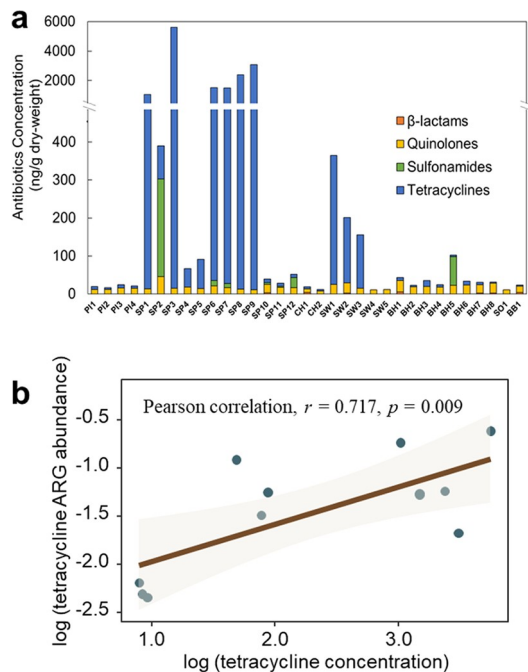 a
6000
4000
2000
400
300
200
100
0
Antibiotics Concentration
(ng/g dry-weight)
β-lactams
Quinolones
Sulfonamides
Tetracyclines
PI1 PI2 PI3 PI4 SP1 SP2 SP3 SP4 SP5 SP6 SP7 SP8 SP9 SP10 SP11 SP12 CH1 CH2 SW1 SW2 SW3 SW4 SW5 BH1 BH2 BH3 BH4 BH5 BH6 BH7 BH8 SO1 BB1
b
Pearson correlation, r = 0.717, p = 0.009
-0.5
-1.0
-1.5
-2.0
-2.5
log (tetracycline ARG abundance)
1.0 2.0 3.0
log (tetracycline concentration)